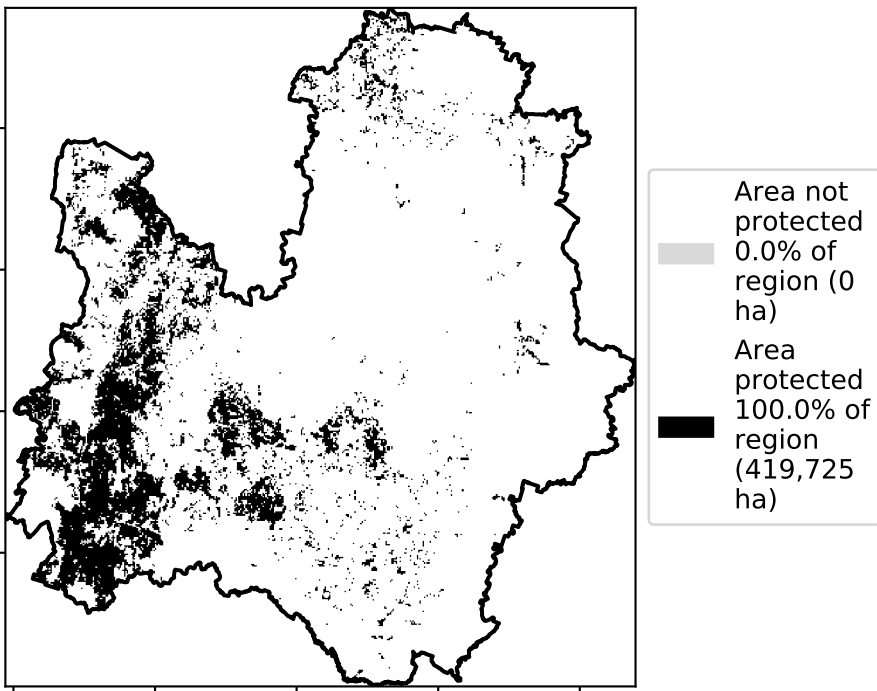 Area not
protected
0.0% of
region (0
ha)
Area
protected
100.0% of
region
(419,725
ha)